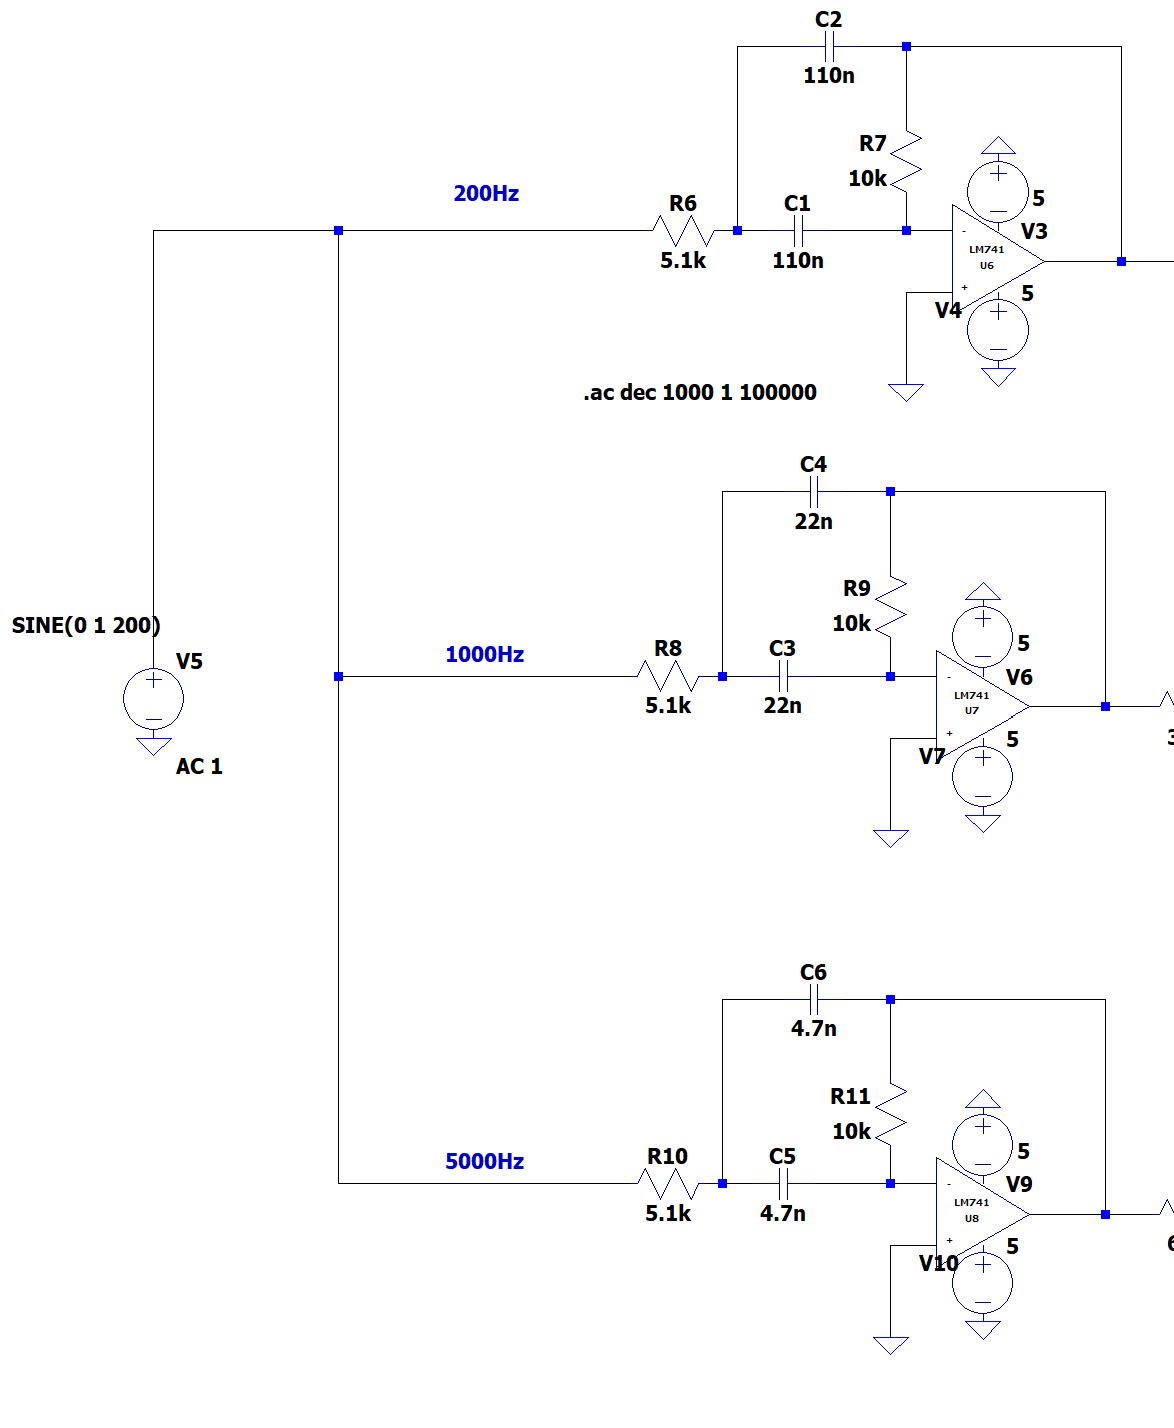 C2
110n
R7
10k
200Hz
R6
5.1k
C1
110n
-
LM741
U6
+
5
V3
5
V4
.ac dec 1000 1 100000
C4
22n
R9
10k
SINE(0 1 200)
V5
AC 1
1000Hz
R8
5.1k
C3
22n
-
LM741
U7
+
5
V6
5
V7
C6
4.7n
R11
10k
5000Hz
R10
5.1k
C5
4.7n
-
LM741
U8
+
5
V9
5
V10